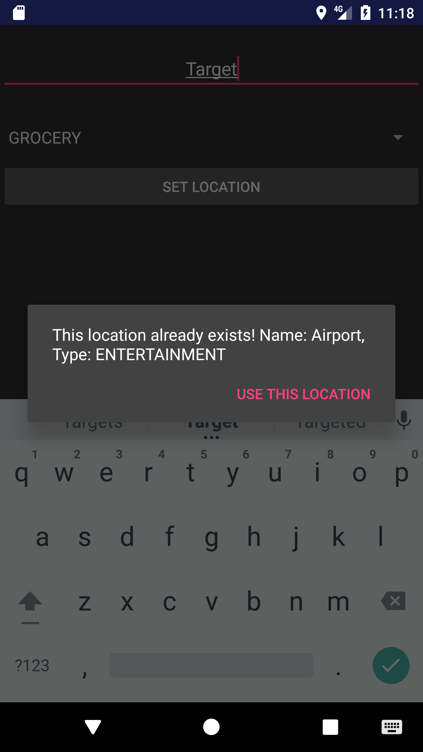 4G 11:18
Target
GROCERY
SET LOCATION
This location already exists! Name: Airport,
Type: ENTERTAINMENT
USE THIS LOCATION
Targets Target Targeted
1 2 3 4 5 6 7 8 9 0
q w e r t y u i o p
a s d f g h j k l
z x c v b n m
?123 , .